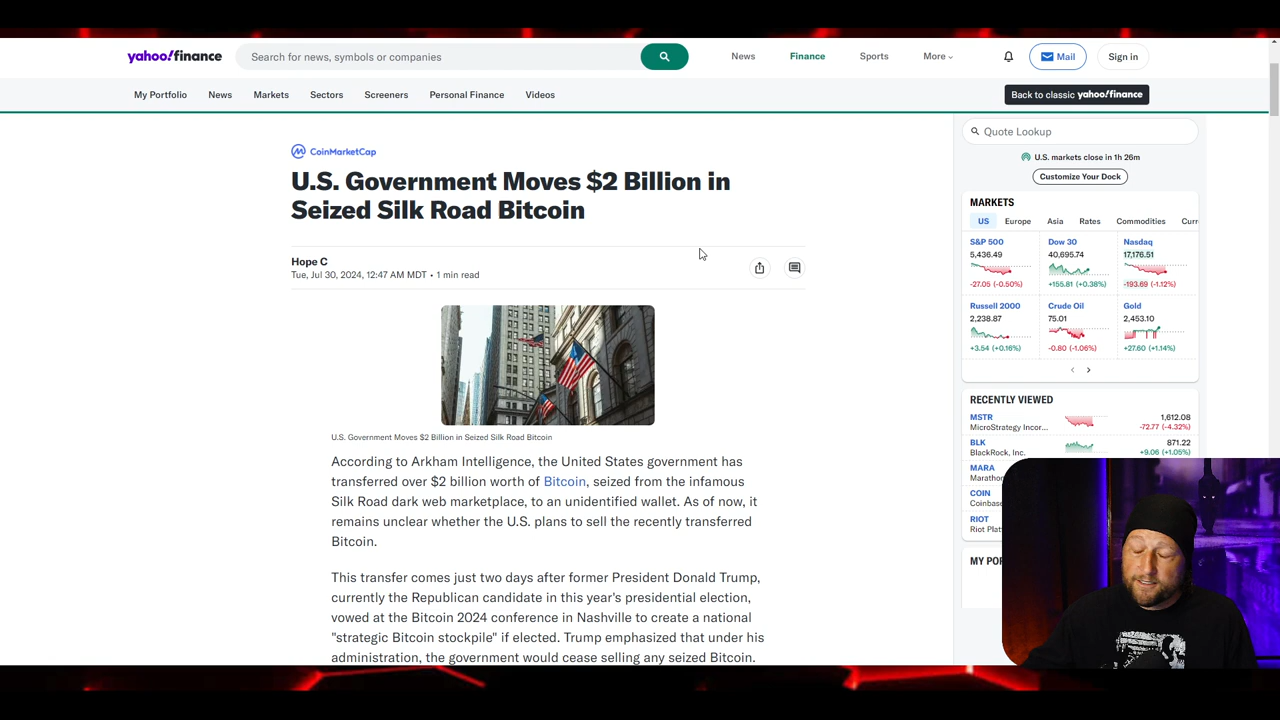 yahoo!finance
Search for news, symbols or companies
News
Finance
Sports
More
Mail
Sign in
My Portfolio
News
Markets
Sectors
Screeners
Personal Finance
Videos
Back to classic yahoo!finance
CoinMarketCap
U.S. Government Moves $2 Billion in
Seized Silk Road Bitcoin
Hope C
Tue, Jul 30, 2024, 12:47 AM MDT • 1 min read
U.S. Government Moves $2 Billion in Seized Silk Road Bitcoin
According to Arkham Intelligence, the United States government has
transferred over $2 billion worth of Bitcoin, seized from the infamous
Silk Road dark web marketplace, to an unidentified wallet. As of now, it
remains unclear whether the U.S. plans to sell the recently transferred
Bitcoin.
This transfer comes just two days after former President Donald Trump,
currently the Republican candidate in this year's presidential election,
vowed at the Bitcoin 2024 conference in Nashville to create a national
"strategic Bitcoin stockpile" if elected. Trump emphasized that under his
administration, the government would cease selling any seized Bitcoin.
Quote Lookup
U.S. markets close in 1h 26m
Customize Your Dock
MARKETS
US Europe Asia Rates Commodities Curr
S&P 500 Dow 30 Nasdaq
5,436.49 40,695.74 17,176.51
-27.05 (-0.50%) +155.81 (+0.38%) -193.69 (-1.12%)
Russell 2000 Crude Oil Gold
2,238.87 75.01 2,453.10
+3.54 (+0.16%) -0.80 (-1.06%) +27.60 (+1.14%)
RECENTLY VIEWED
MSTR 1,612.08
MicroStrategy Incor... -72.77 (-4.32%)
BLK 871.22
BlackRock, Inc. +9.06 (+1.05%)
MARA
Marathon
COIN
Coinbase
RIOT
Riot Plat
MY POR